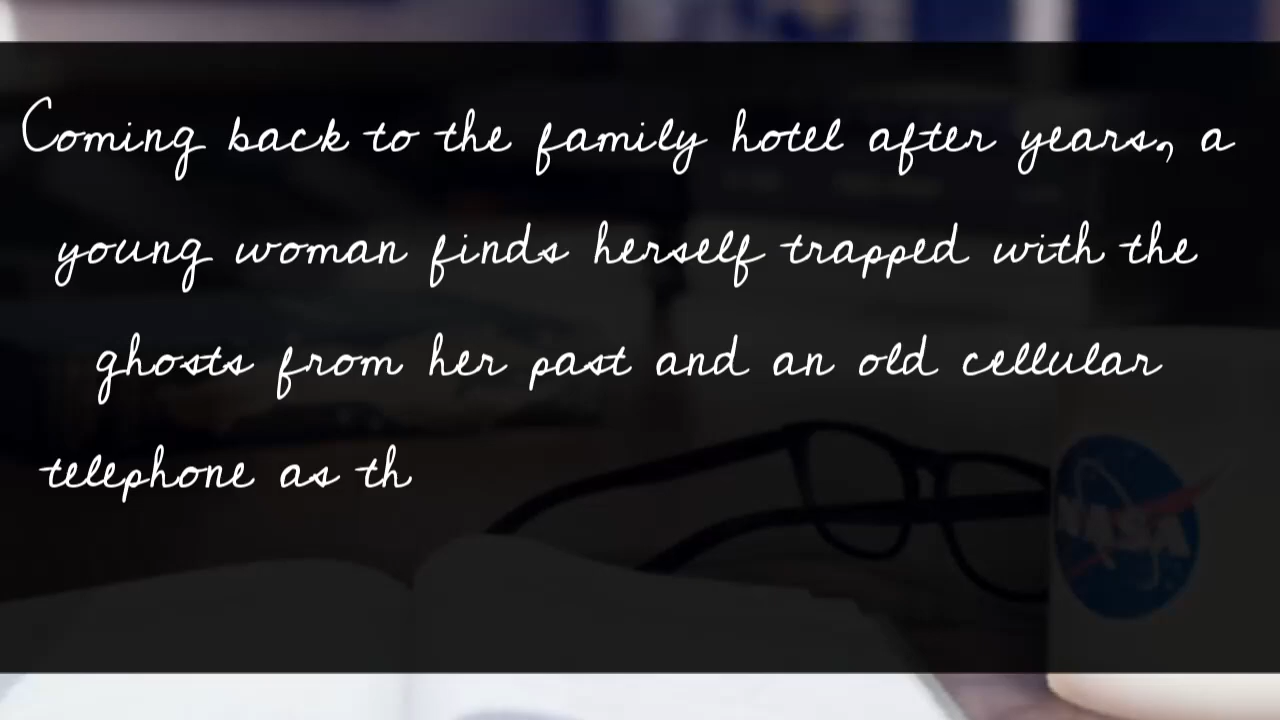 Coming back to the family hotel after years, a
young woman finds herself trapped with the
ghosts from her past and an old cellular
telephone as th
NASA